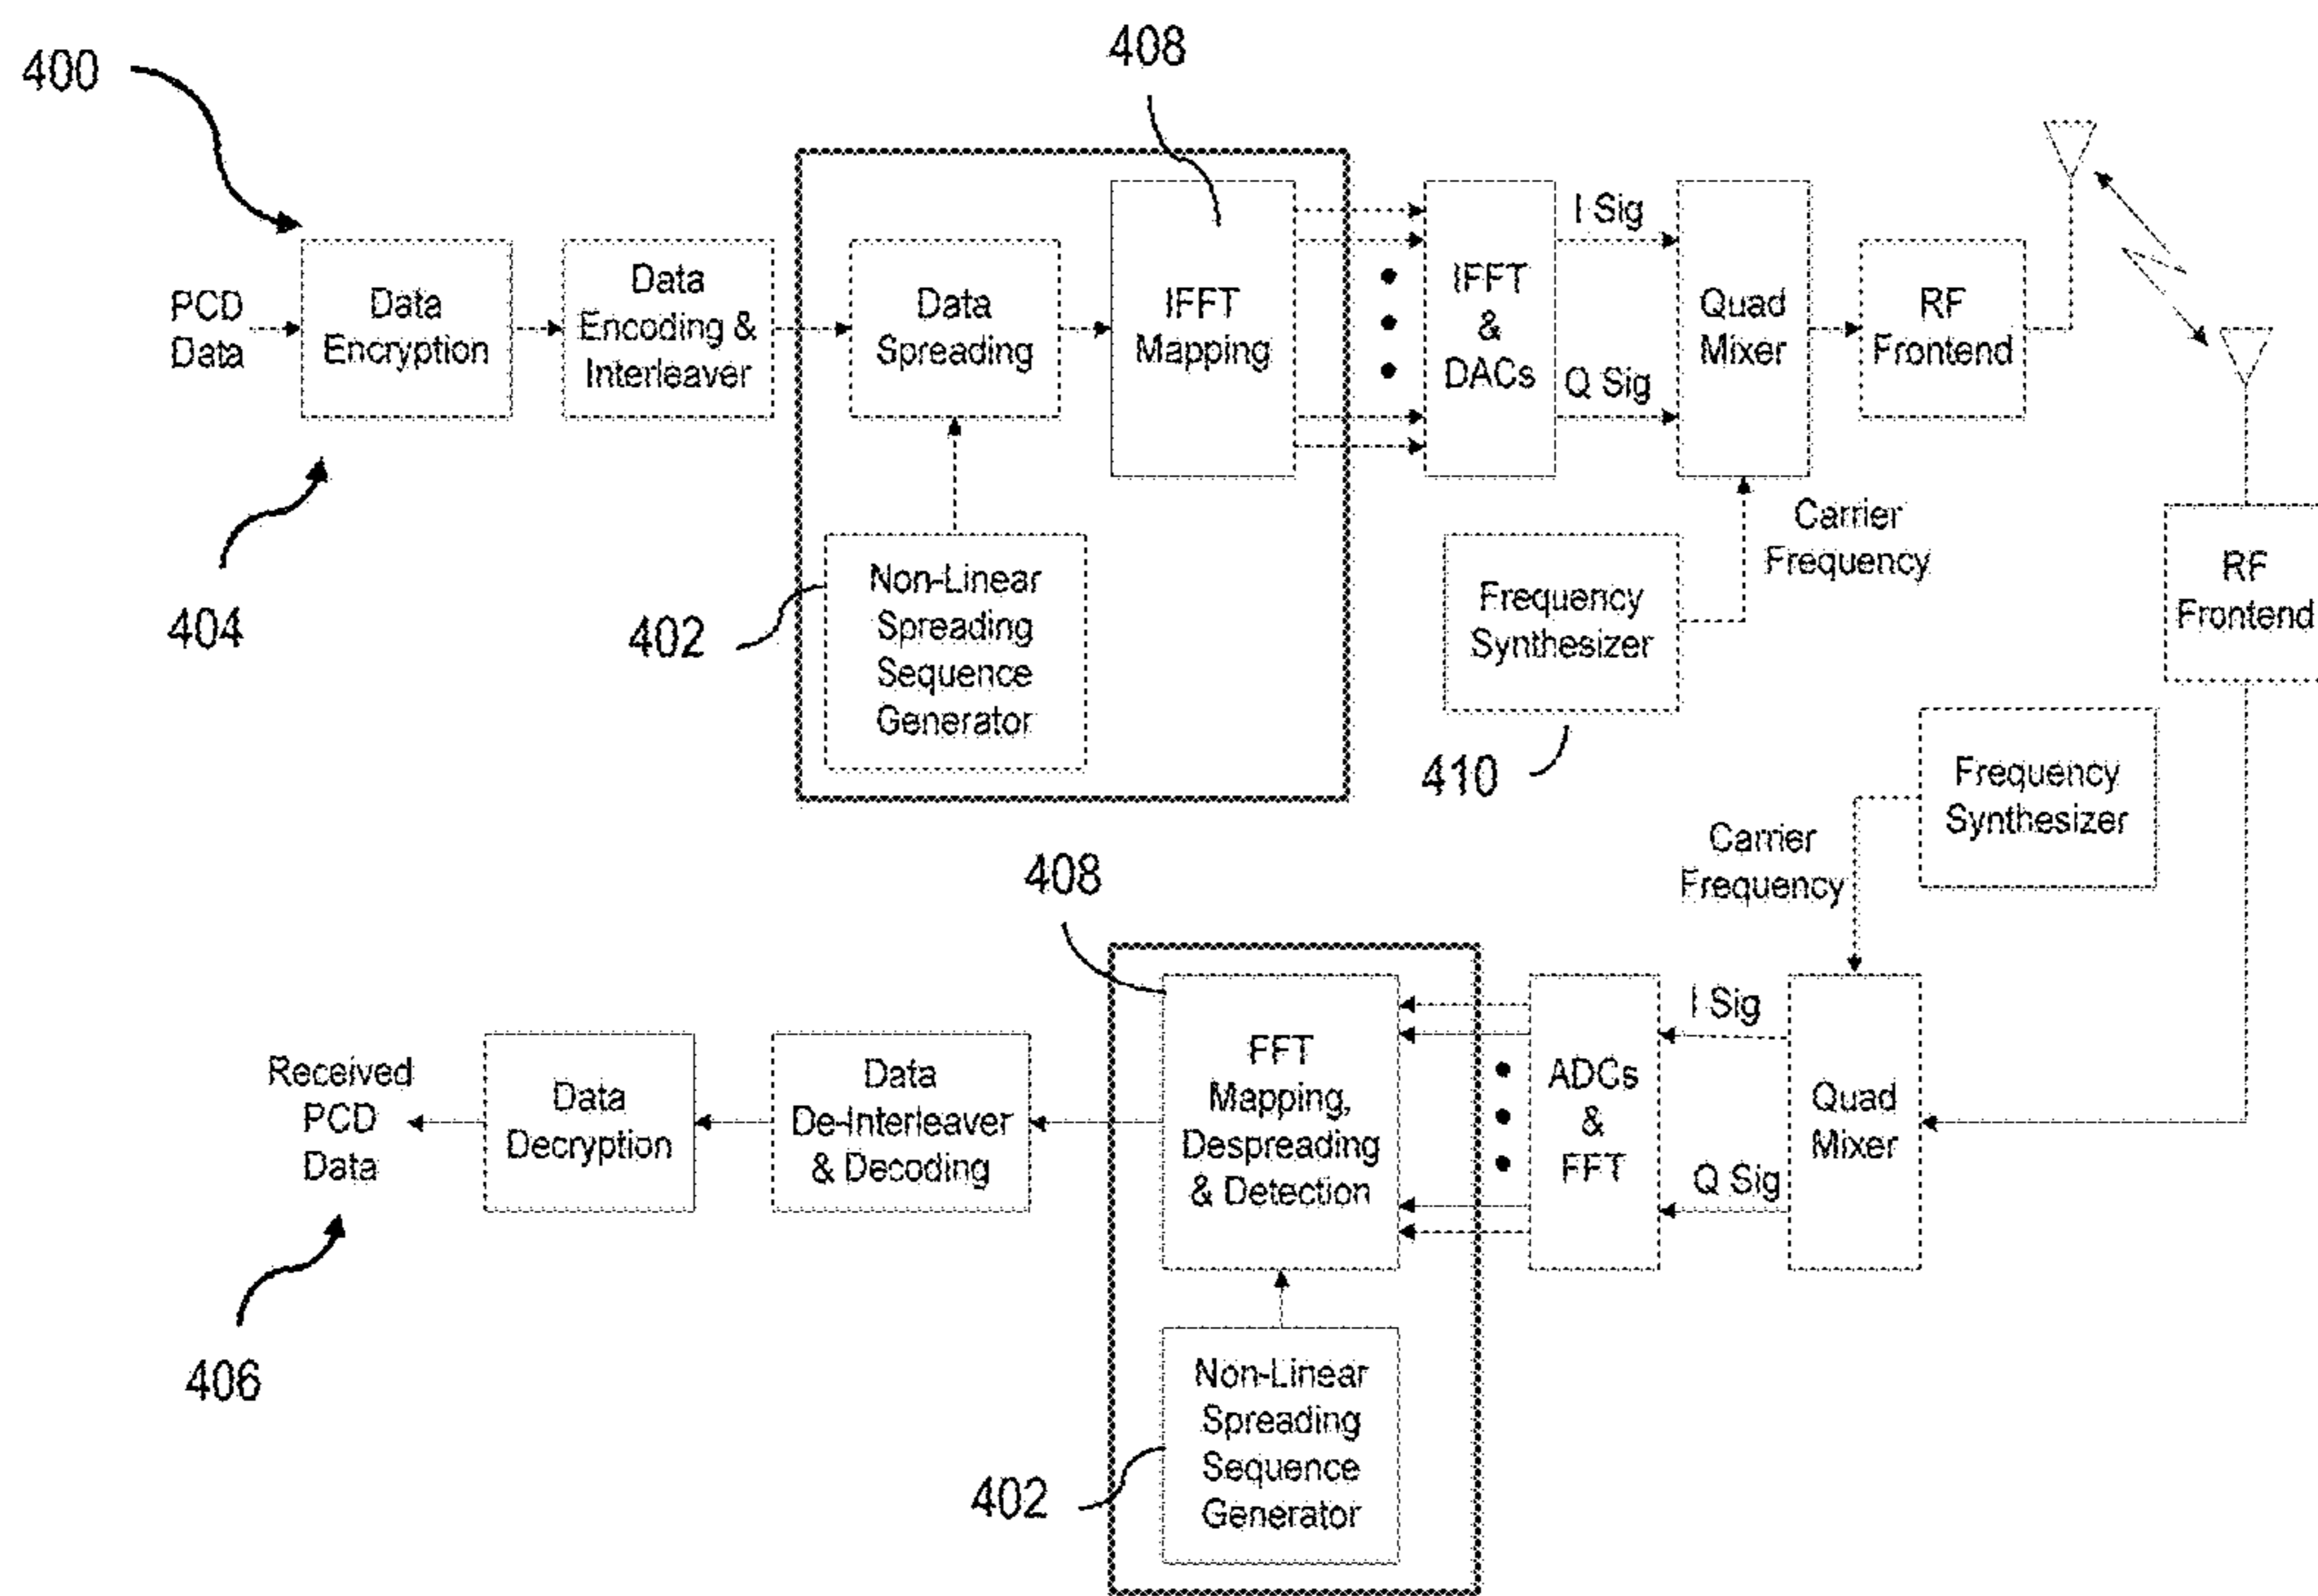 400
408
PCD
Data
Data
Encryption
Data
Encoding &
Interleaver
Data
Spreading
IFFT
Mapping
IFFT
&
DACs
I Sig
Q Sig
Quad
Mixer
RF
Frontend
404
402
Non-Linear
Spreading
Sequence
Generator
Frequency
Synthesizer
Carrier
Frequency
410
RF
Frontend
Frequency
Synthesizer
Carrier
Frequency
408
Received
PCD
Data
Data
Decryption
Data
De-Interleaver
& Decoding
FFT
Mapping,
Despreading
& Detection
ADCs
&
FFT
I Sig
Q Sig
Quad
Mixer
406
402
Non-Linear
Spreading
Sequence
Generator